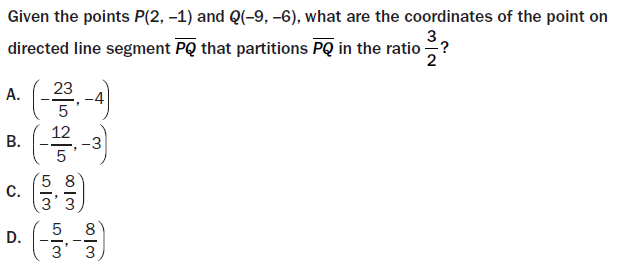 Given the points P(2, –1) and Q(–9, –6), what are the coordinates of the point on
directed line segment PQ that partitions PQ in the ratio 3/2?
A. (–23/5, –4)
B. (–12/5, –3)
C. (5/3, 8/3)
D. (–5/3, –8/3)